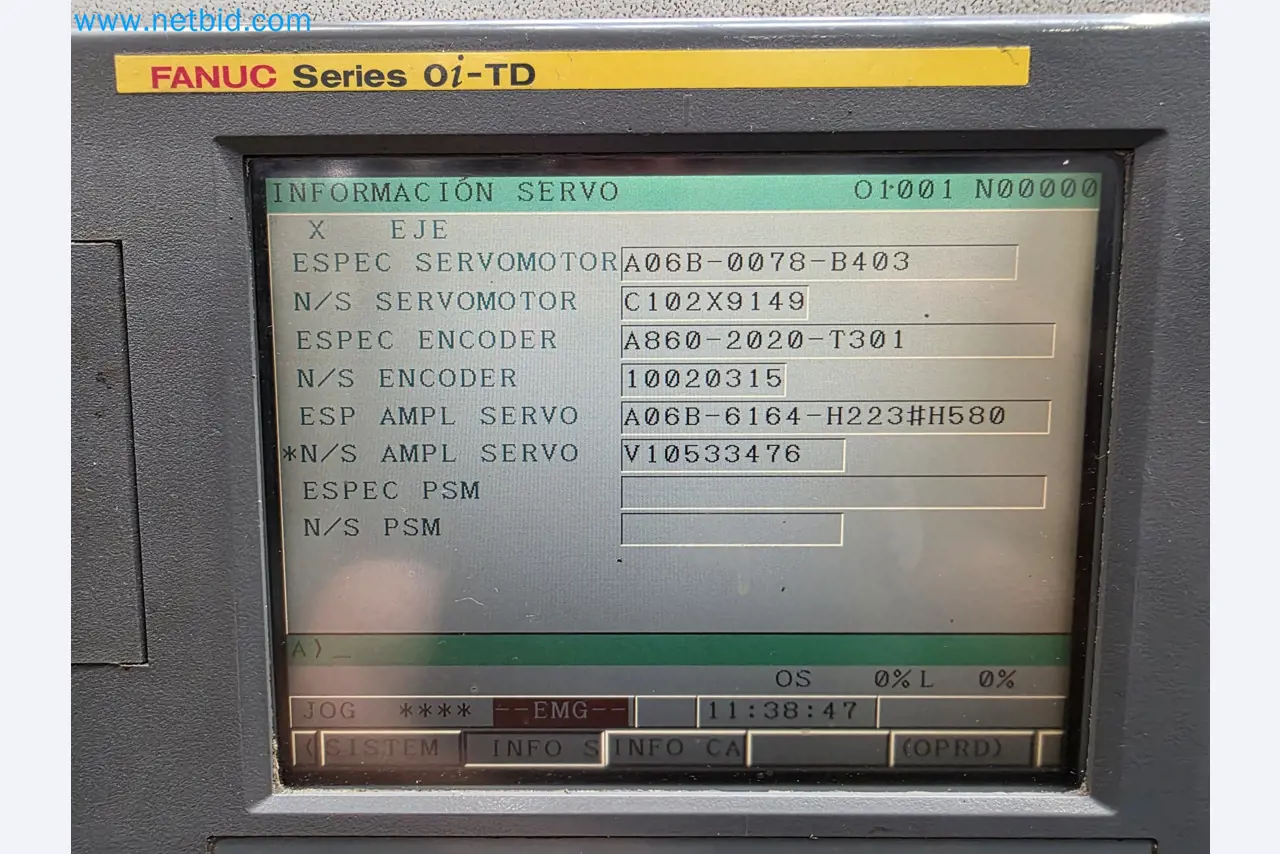 www.netbid.com
FANUC Series 0i-TD
INFORMACIÓN SERVO O1001 N00000
X EJE
ESPEC SERVOMOTOR A06B-0078-B403
N/S SERVOMOTOR C102X9149
ESPEC ENCODER A860-2020-T301
N/S ENCODER 10020315
ESP AMPL SERVO A06B-6164-H223#H580
*N/S AMPL SERVO V10533476
ESPEC PSM
N/S PSM
A)_
OS 0% L 0%
JOG **** --EMG-- 11:38:47
(SISTEM INFO S INFO CA (OPRD)